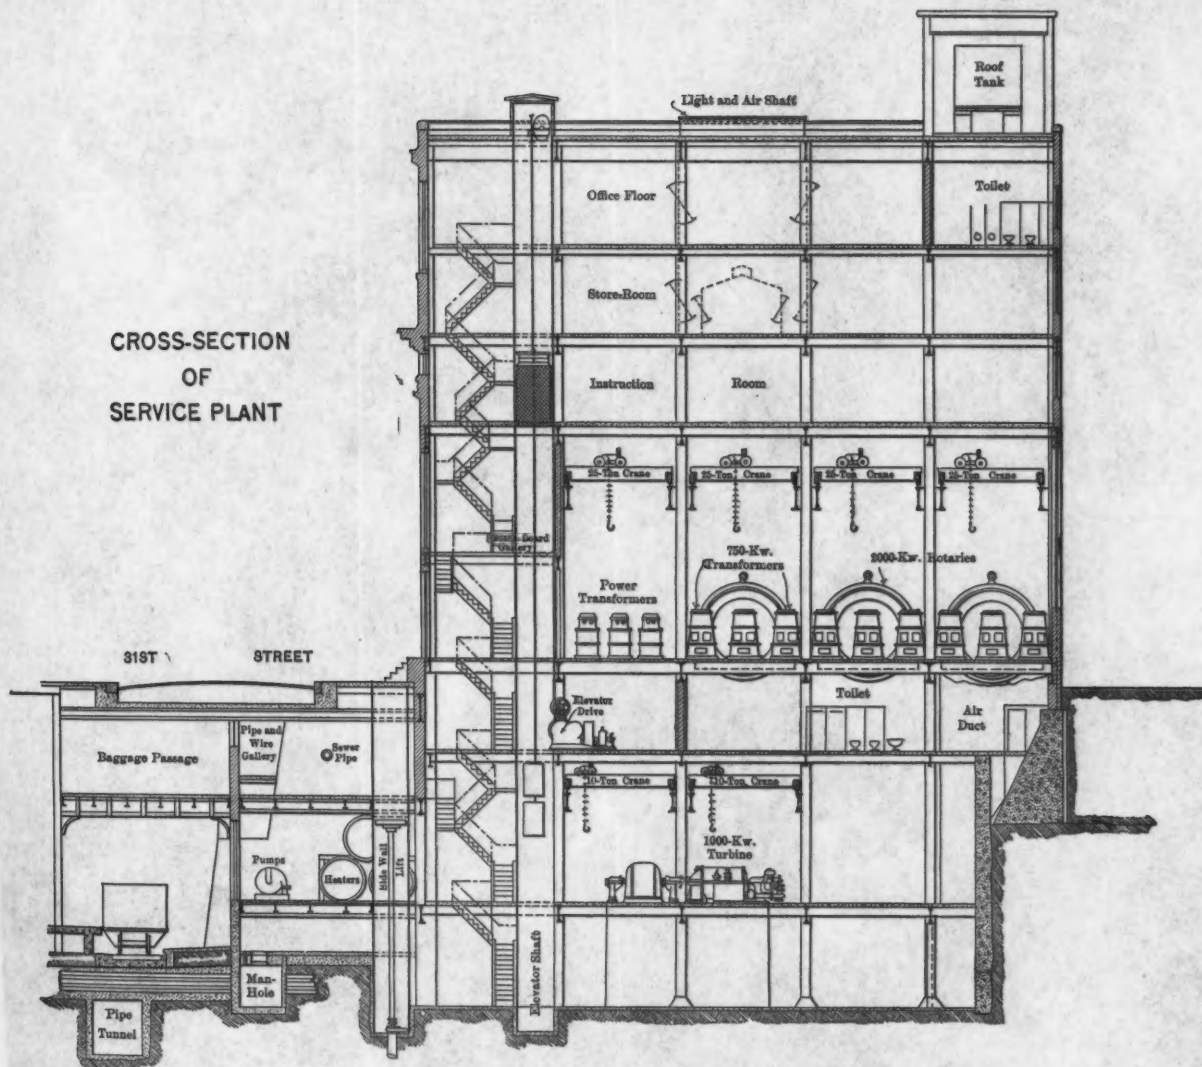 Roof
Tank
Light and Air Shaft
Office Floor
Toilet
Store-Room
CROSS-SECTION
OF
SERVICE PLANT
Instruction Room
25-Ton Crane
25-Ton Crane
25-Ton Crane
25-Ton Crane
Gallery
750-Kw.
Transformers
2000-Kw. Rotaries
Power
Transformers
31ST STREET
Elevator
Drive
Toilet
Air
Duct
Baggage Passage
Pipe and
Wire
Gallery
Sewer
Pipe
10-Ton Crane
10-Ton Crane
1000-Kw.
Turbine
Pumps
Heaters
Side Wall
Lift
Elevator Shaft
Man-
Hole
Pipe
Tunnel